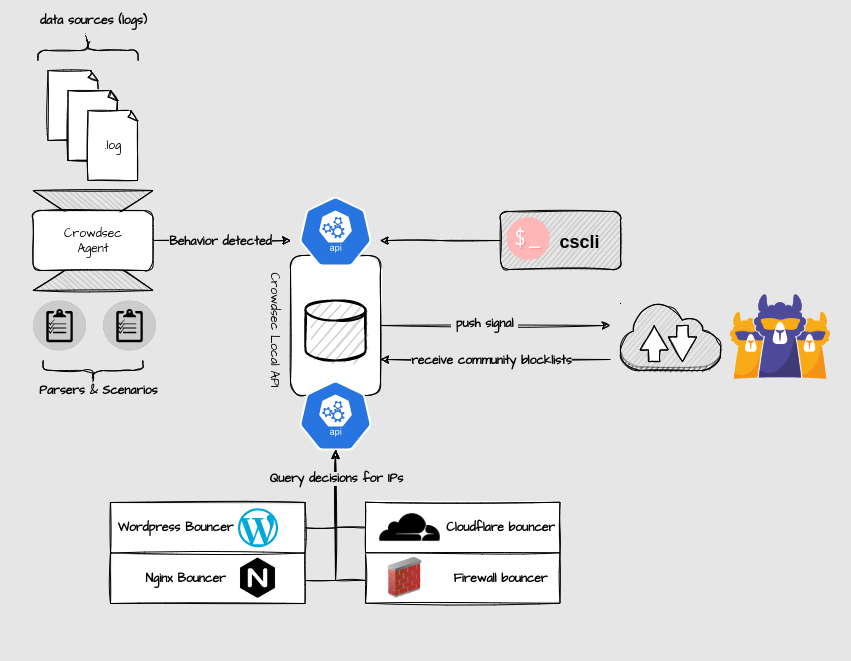 data sources (logs)
.log
Crowdsec
Agent
Behavior detected
api
$_ cscli
Crowdsec Local API
push signal
receive community blocklists
Parsers & Scenarios
api
Query decisions for IPs
Wordpress Bouncer
Cloudflare bouncer
Nginx Bouncer
N
Firewall bouncer